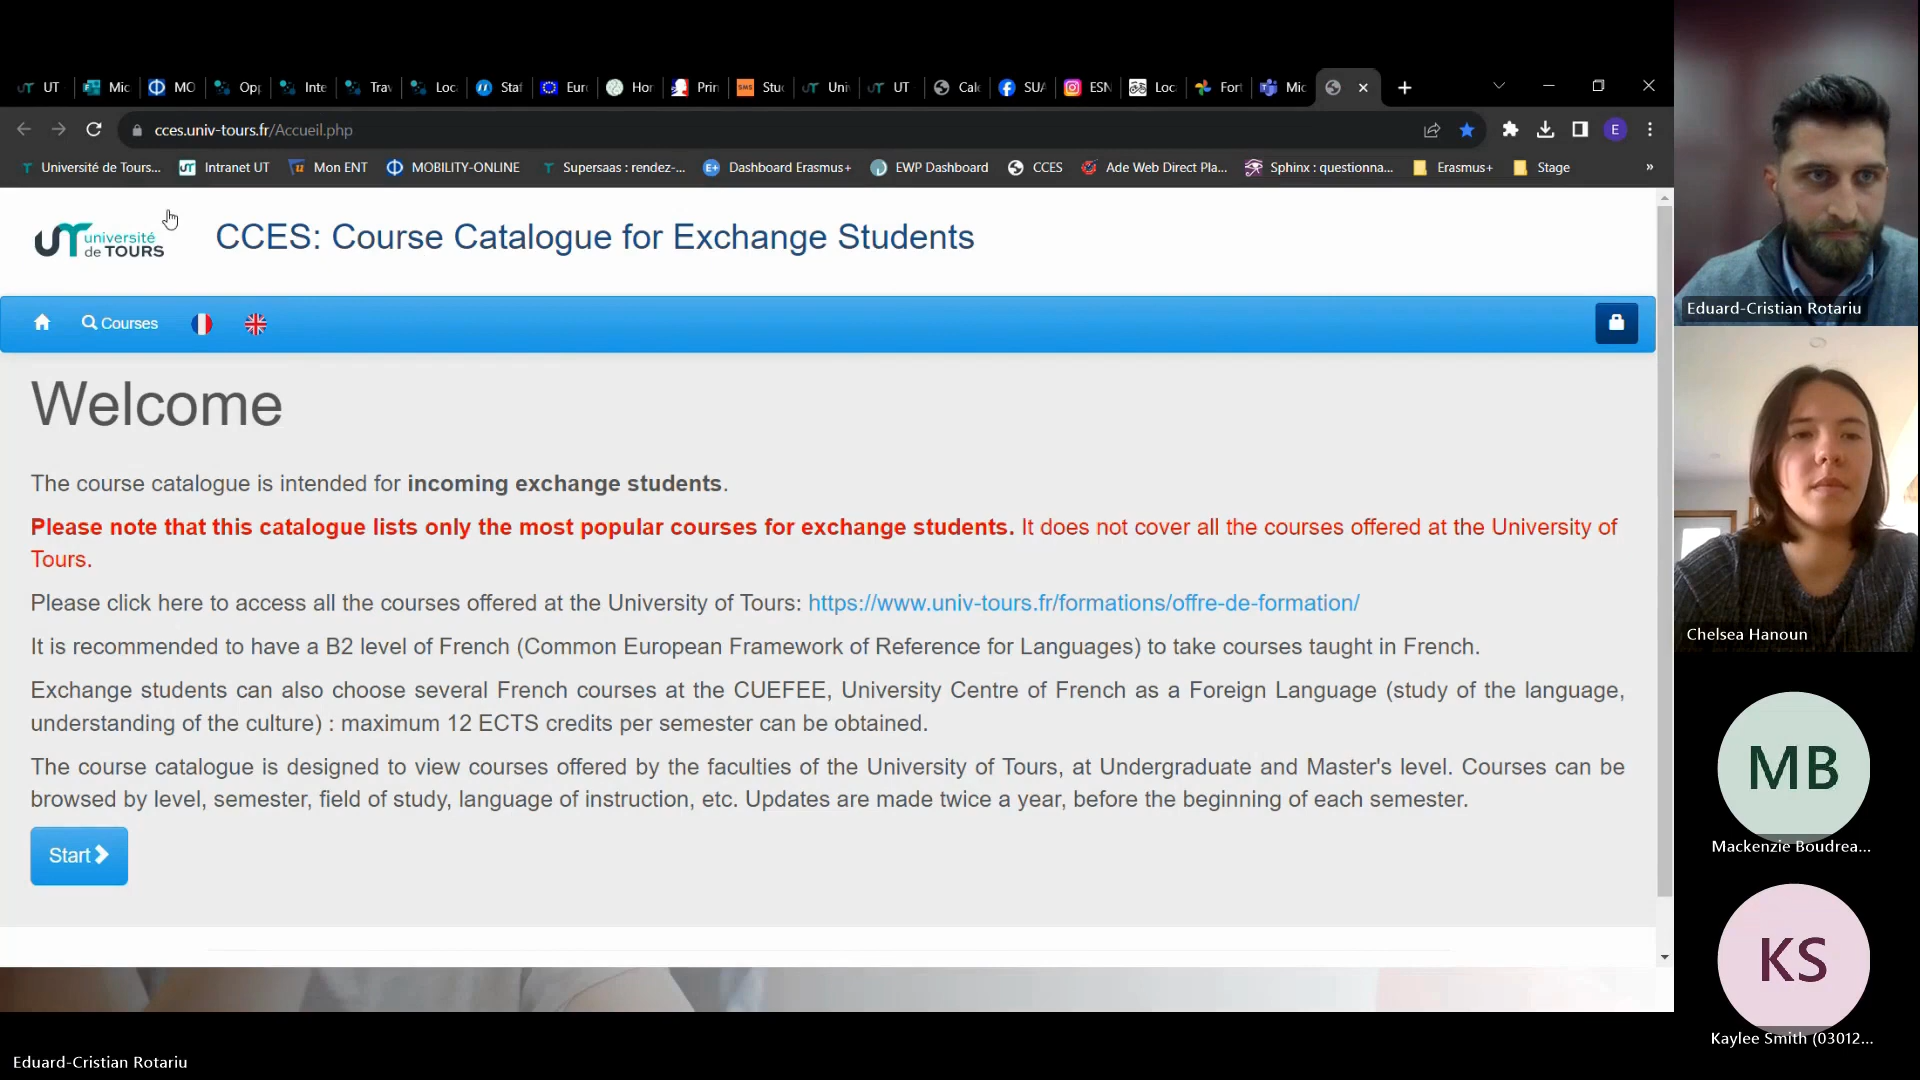 UT
Mic
MO
Opp
Inte
Trav
Loc
Staf
Eur
Hor
Prin
SMS
Stud
Uni
UT
Calc
SUA
ESN
Loc
Fort
Mic
cces.univ-tours.fr/Accueil.php
E
Université de Tours...
UT Intranet UT
Mon ENT
MOBILITY-ONLINE
Supersaas : rendez-...
E+ Dashboard Erasmus+
EWP Dashboard
CCES
Ade Web Direct Pla...
Sphinx : questionna...
Erasmus+
Stage
»
université
de TOURS
CCES: Course Catalogue for Exchange Students
Courses
Welcome
The course catalogue is intended for incoming exchange students.
Please note that this catalogue lists only the most popular courses for exchange students. It does not cover all the courses offered at the University of
Tours.
Please click here to access all the courses offered at the University of Tours: https://www.univ-tours.fr/formations/offre-de-formation/
It is recommended to have a B2 level of French (Common European Framework of Reference for Languages) to take courses taught in French.
Exchange students can also choose several French courses at the CUEFEE, University Centre of French as a Foreign Language (study of the language,
understanding of the culture) : maximum 12 ECTS credits per semester can be obtained.
The course catalogue is designed to view courses offered by the faculties of the University of Tours, at Undergraduate and Master's level. Courses can be
browsed by level, semester, field of study, language of instruction, etc. Updates are made twice a year, before the beginning of each semester.
Start
Eduard-Cristian Rotariu
Chelsea Hanoun
MB
Mackenzie Boudrea...
KS
Kaylee Smith (03012...
Eduard-Cristian Rotariu